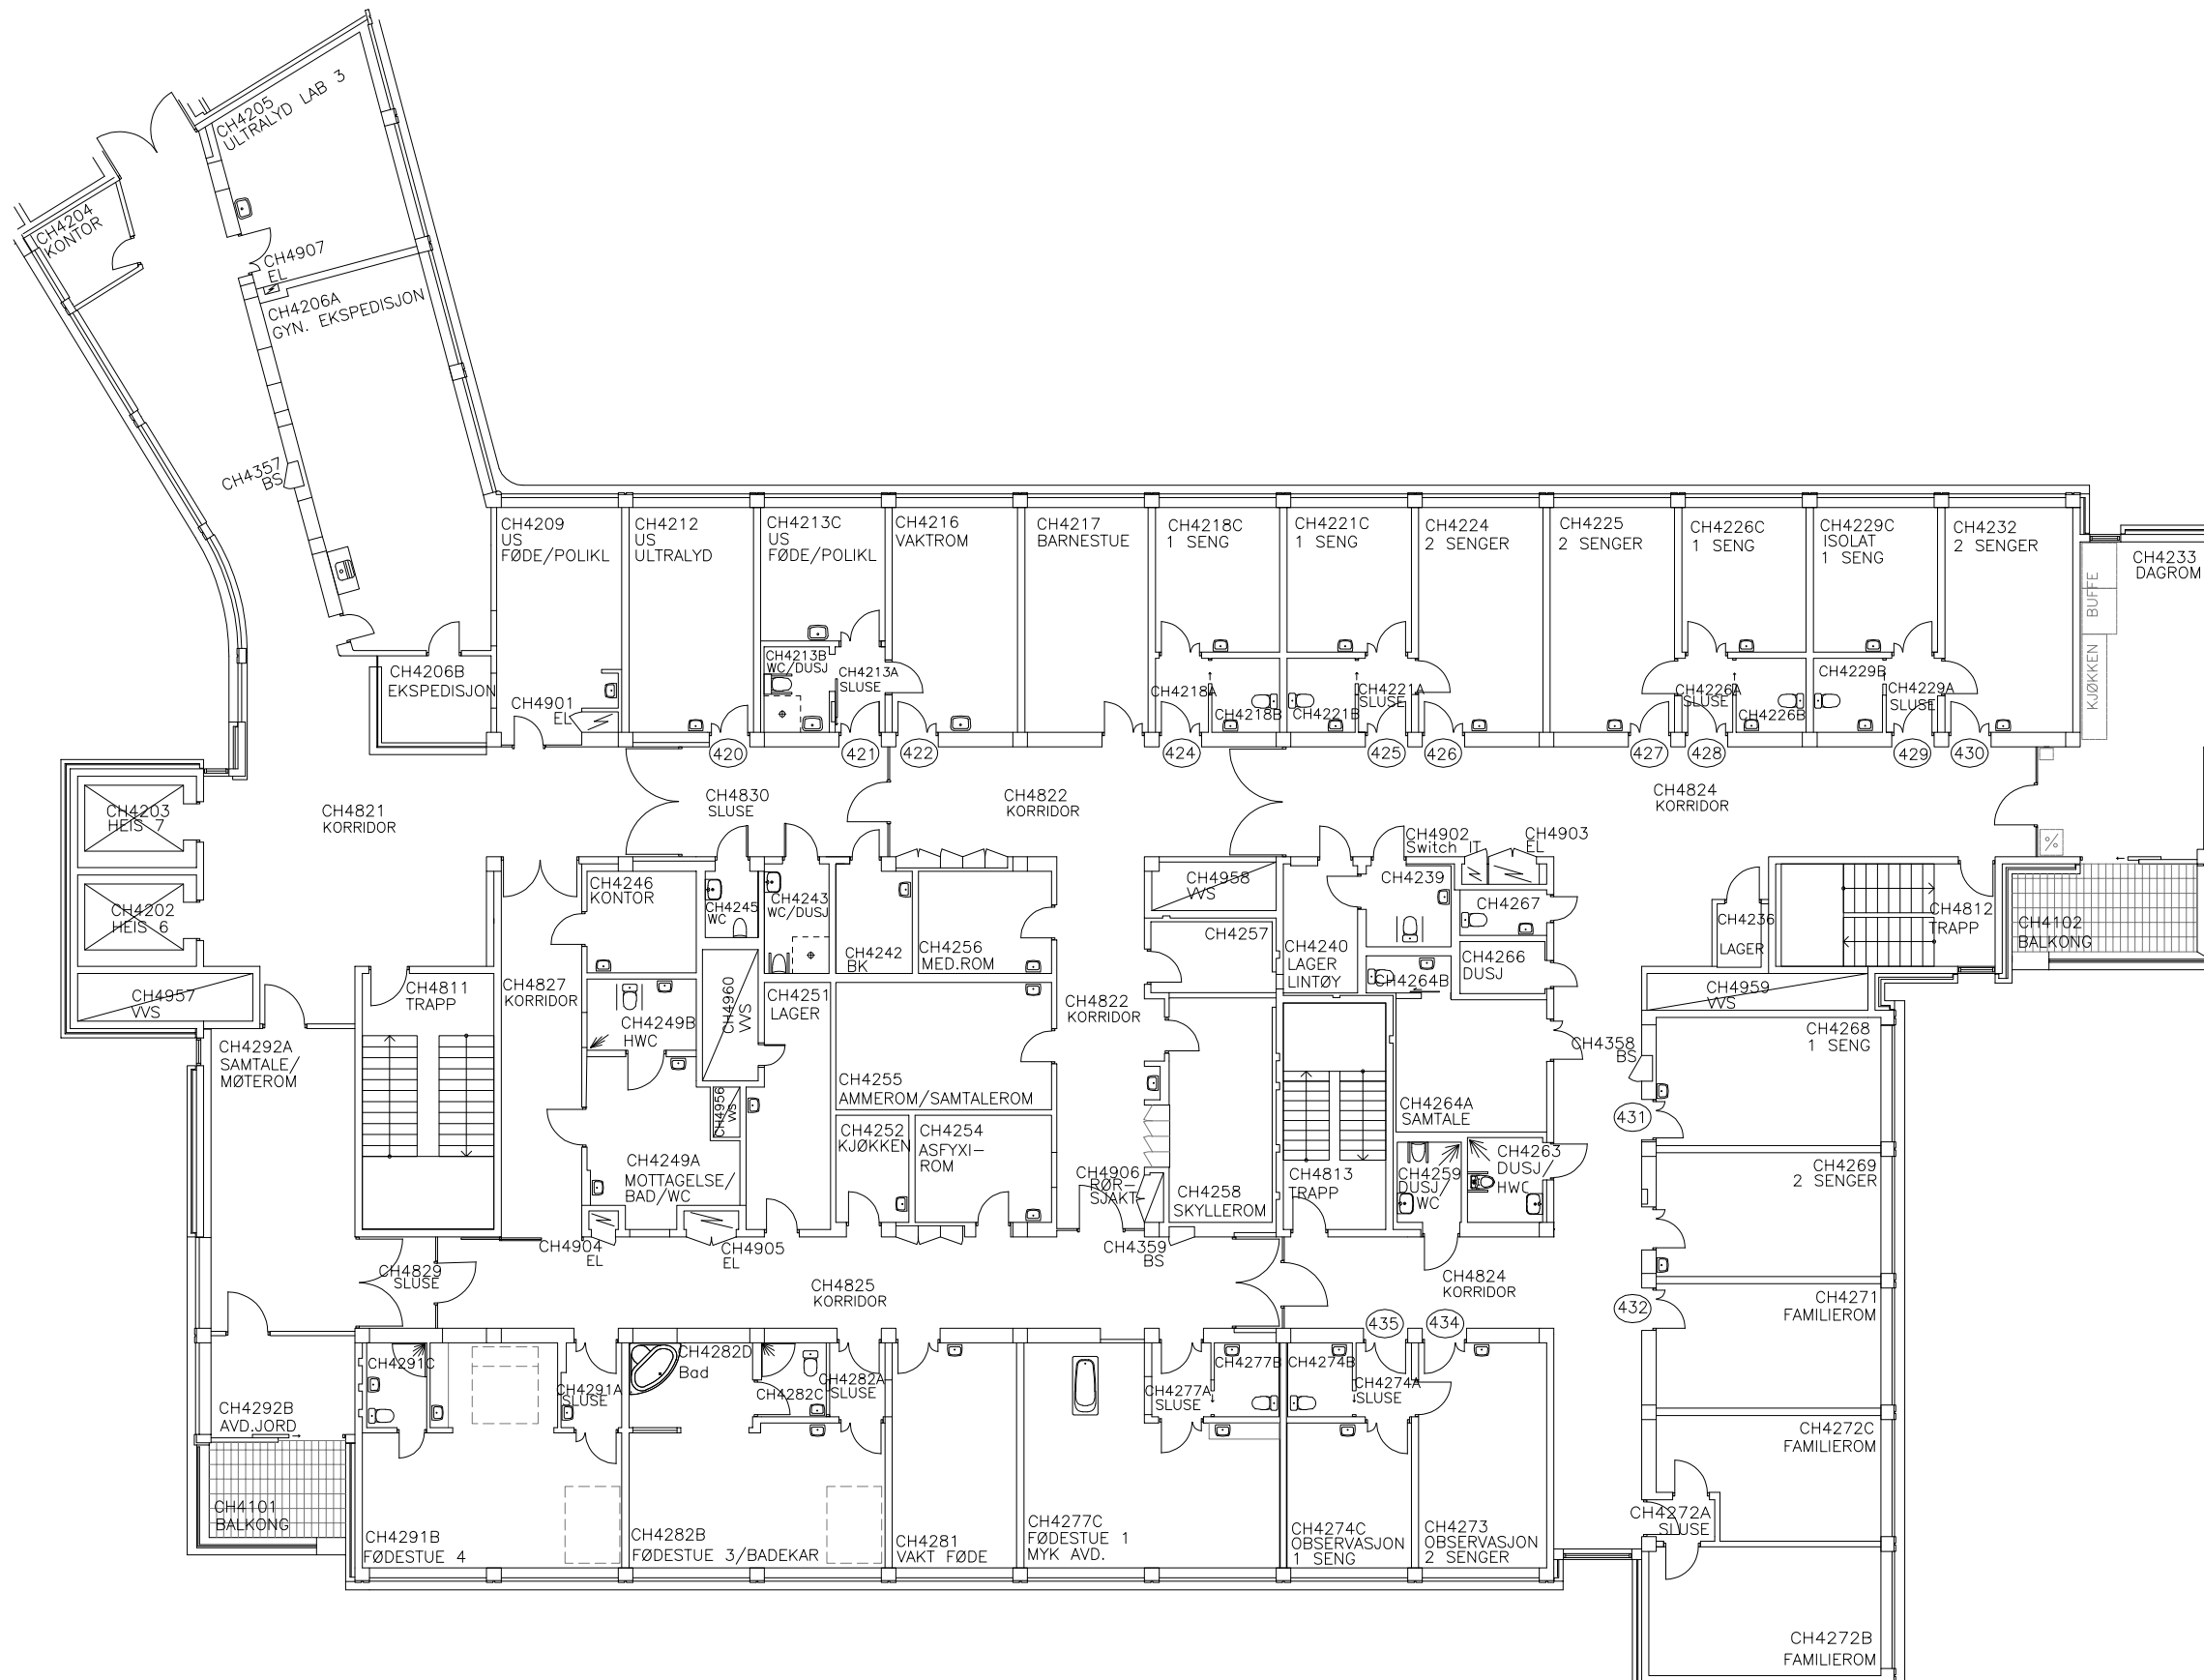 CH4205
ULTRALYD LAB 3
CH4204
KONTOR
CH4907
EL
CH4206A
GYN. EKSPEDISJON
CH4357
BS
CH4206B
EKSPEDISJON
CH4209
US
FØDE/POLIKL
CH4901
EL
CH4212
US
ULTRALYD
CH4213C
US
FØDE/POLIKL
CH4213B
WC/DUSJ
CH4213A
SLUSE
CH4216
VAKTROM
CH4217
BARNESTUE
CH4218C
1 SENG
CH4218A
CH4218B
CH4221C
1 SENG
CH4221B
CH4221A
SLUSE
CH4224
2 SENGER
CH4225
2 SENGER
CH4226C
1 SENG
CH4226A
SLUSE
CH4226B
CH4229C
ISOLAT
1 SENG
CH4229B
CH4229A
SLUSE
CH4232
2 SENGER
CH4233
DAGROM
BUFFE
KJØKKEN
420
421
422
424
425
426
427
428
429
430
CH4203
HEIS 7
CH4202
HEIS 6
CH4821
KORRIDOR
CH4830
SLUSE
CH4822
KORRIDOR
CH4824
KORRIDOR
CH4957
VVS
CH4811
TRAPP
CH4827
KORRIDOR
CH4246
KONTOR
CH4245
WC
CH4243
WC/DUSJ
CH4242
BK
CH4256
MED.ROM
CH4958
VVS
CH4257
CH4240
LAGER
LINTØY
CH4239
CH4902
Switch IT
CH4903
EL
CH4267
CH4266
DUSJ
CH4264B
CH4236
LAGER
CH4812
TRAPP
CH4102
BALKONG
CH4959
VVS
CH4292A
SAMTALE/
MØTEROM
CH4249B
HWC
CH4960
VVS
CH4251
LAGER
CH4822
KORRIDOR
CH4255
AMMEROM/SAMTALEROM
CH4956
VVS
CH4252
KJØKKEN
CH4254
ASFYXI-
ROM
CH4249A
MOTTAGELSE/
BAD/WC
CH4906
RØR-
SJAKT
CH4258
SKYLLEROM
CH4813
TRAPP
CH4264A
SAMTALE
CH4259
DUSJ/
WC
CH4263
DUSJ/
HWC
CH4358
BS
CH4268
1 SENG
431
CH4269
2 SENGER
CH4271
FAMILIEROM
432
CH4272C
FAMILIEROM
CH4272A
SLUSE
CH4272B
FAMILIEROM
CH4829
SLUSE
CH4904
EL
CH4905
EL
CH4825
KORRIDOR
CH4359
BS
CH4824
KORRIDOR
435
434
CH4292B
AVD.JORD
CH4101
BALKONG
CH4291C
CH4291A
SLUSE
CH4291B
FØDESTUE 4
CH4282D
Bad
CH4282C
CH4282A
SLUSE
CH4282B
FØDESTUE 3/BADEKAR
CH4281
VAKT FØDE
CH4277C
FØDESTUE 1
MYK AVD.
CH4277A
SLUSE
CH4277B
CH4274B
CH4274A
SLUSE
CH4274C
OBSERVASJON
1 SENG
CH4273
OBSERVASJON
2 SENGER